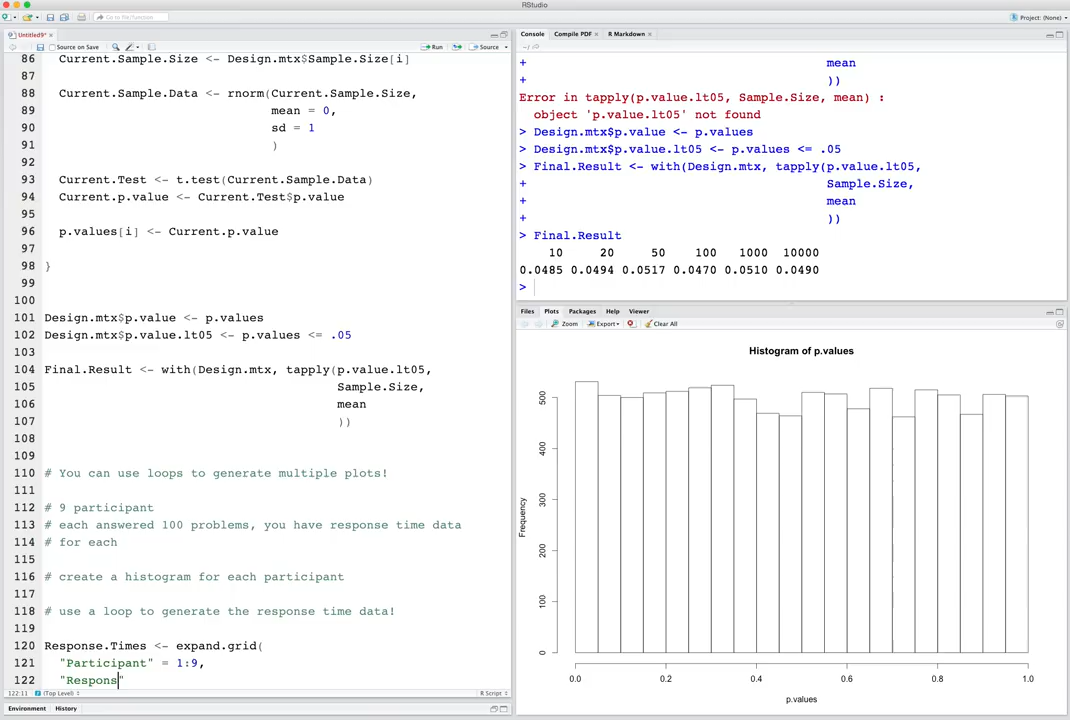 RStudio
Go to file/function
Project: (None)
Untitled9*
Source on Save
Run
Source
86 Current.Sample.Size <- Design.mtx$Sample.Size[i]
87
88 Current.Sample.Data <- rnorm(Current.Sample.Size,
89 mean = 0,
90 sd = 1
91 )
92
93 Current.Test <- t.test(Current.Sample.Data)
94 Current.p.value <- Current.Test$p.value
95
96 p.values[i] <- Current.p.value
97
98 }
99
100
101 Design.mtx$p.value <- p.values
102 Design.mtx$p.value.lt05 <- p.values <= .05
103
104 Final.Result <- with(Design.mtx, tapply(p.value.lt05,
105 Sample.Size,
106 mean
107 ))
108
109
110 # You can use loops to generate multiple plots!
111
112 # 9 participant
113 # each answered 100 problems, you have response time data
114 # for each
115
116 # create a histogram for each participant
117
118 # use a loop to generate the response time data!
119
120 Response.Times <- expand.grid(
121 "Participant" = 1:9,
122 "Respons"
122:11 (Top Level) R Script
Environment History
Console Compile PDF R Markdown
~/
+ mean
+ ))
Error in tapply(p.value.lt05, Sample.Size, mean) :
object 'p.value.lt05' not found
> Design.mtx$p.value <- p.values
> Design.mtx$p.value.lt05 <- p.values <= .05
> Final.Result <- with(Design.mtx, tapply(p.value.lt05,
+ Sample.Size,
+ mean
+ ))
> Final.Result
10 20 50 100 1000 10000
0.0485 0.0494 0.0517 0.0470 0.0510 0.0490
>
Files Plots Packages Help Viewer
Zoom Export Clear All
Histogram of p.values
Frequency
500
400
300
200
100
0
0.0 0.2 0.4 0.6 0.8 1.0
p.values